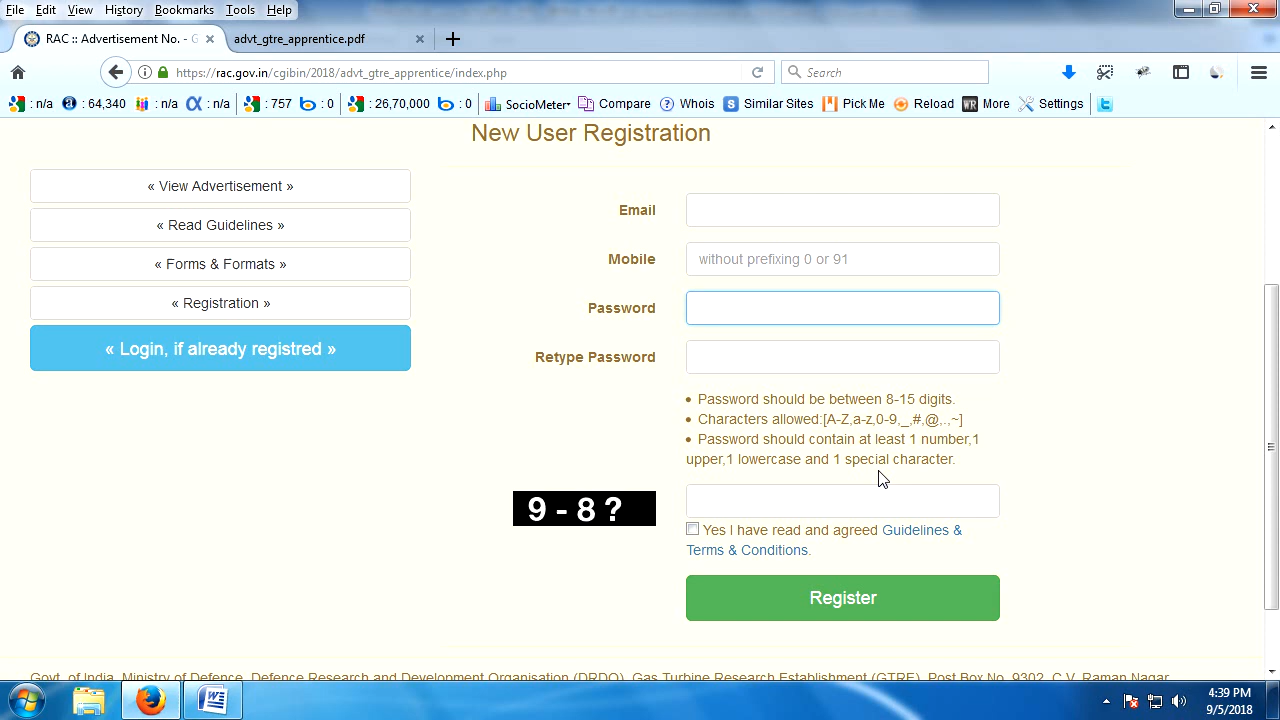 File Edit View History Bookmarks Tools Help
RAC :: Advertisement No. - G
advt_gtre_apprentice.pdf
https://rac.gov.in/cgibin/2018/advt_gtre_apprentice/index.php
Search
: n/a : 64,340 : n/a : n/a : 757 : 0 : 26,70,000 : 0 SocioMeter Compare Whois Similar Sites Pick Me Reload More Settings
New User Registration
« View Advertisement »
« Read Guidelines »
« Forms & Formats »
« Registration »
« Login, if already registred »
Email
Mobile without prefixing 0 or 91
Password
Retype Password
• Password should be between 8-15 digits.
• Characters allowed:[A-Z,a-z,0-9,_,#,@,.,~]
• Password should contain at least 1 number,1
upper,1 lowercase and 1 special character.
9 - 8 ?
Yes I have read and agreed Guidelines &
Terms & Conditions.
Register
Govt. of India, Ministry of Defence, Defence Research and Development Organisation (DRDO), Gas Turbine Research Establishment (GTRE), Post Box No. 9302, C.V. Raman Nagar
4:39 PM
9/5/2018